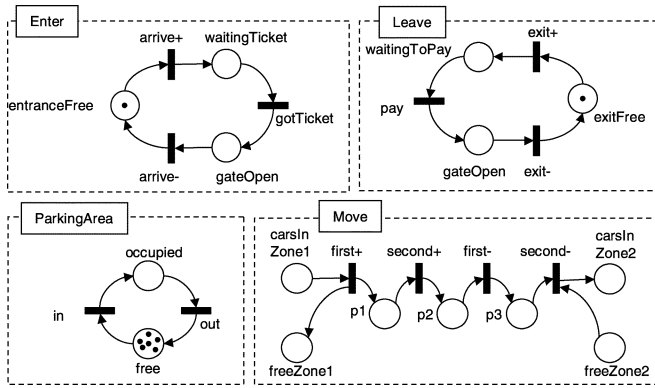 Enter
arrive+
waitingTicket
entranceFree
gotTicket
arrive-
gateOpen
Leave
exit+
waitingToPay
pay
exitFree
gateOpen
exit-
ParkingArea
occupied
in
out
free
Move
carsIn
Zone1
first+
second+
first-
second-
carsIn
Zone2
p1
p2
p3
freeZone1
freeZone2